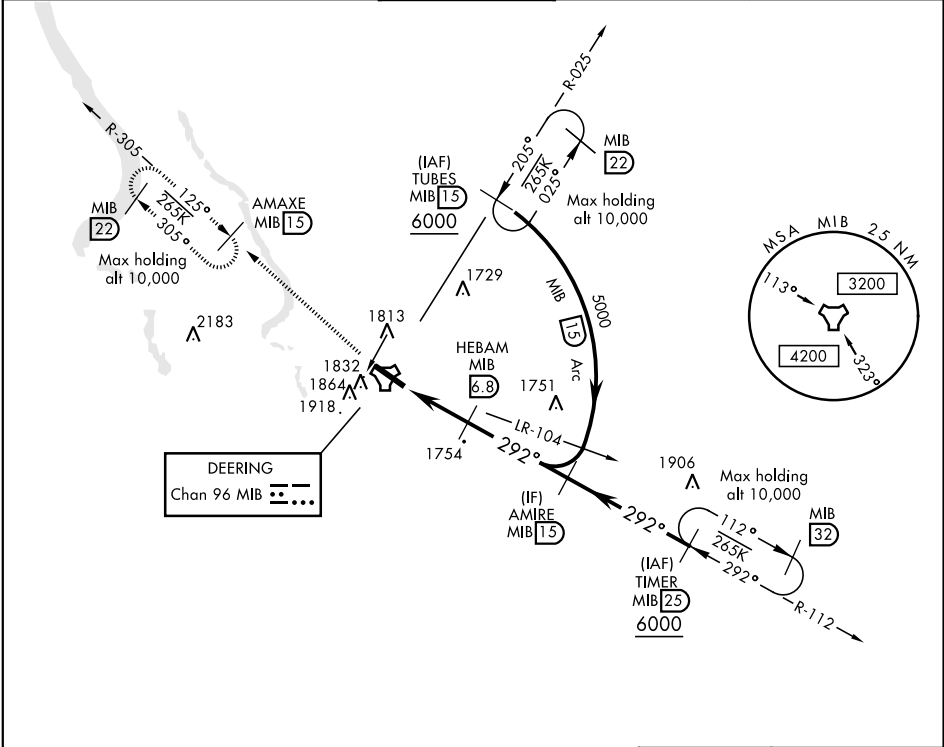 R-025
R-305
205°
265K
025°
MIB
22
Max holding
alt 10,000
(IAF)
TUBES
MIB 15
6000
125°
265K
305°
AMAXE
MIB 15
MIB
22
Max holding
alt 10,000
MSA MIB 25 NM
113°
3200
4200
323°
2183
1729
1813
MIB 15 Arc
5000
HEBAM
MIB
6.8
1832
1864
1918
1751
LR-104
1754
292°
DEERING
Chan 96 MIB
(IF)
AMIRE
MIB 15
292°
1906
Max holding
alt 10,000
MIB
32
112°
265K
292°
(IAF)
TIMER
MIB 25
6000
R-112